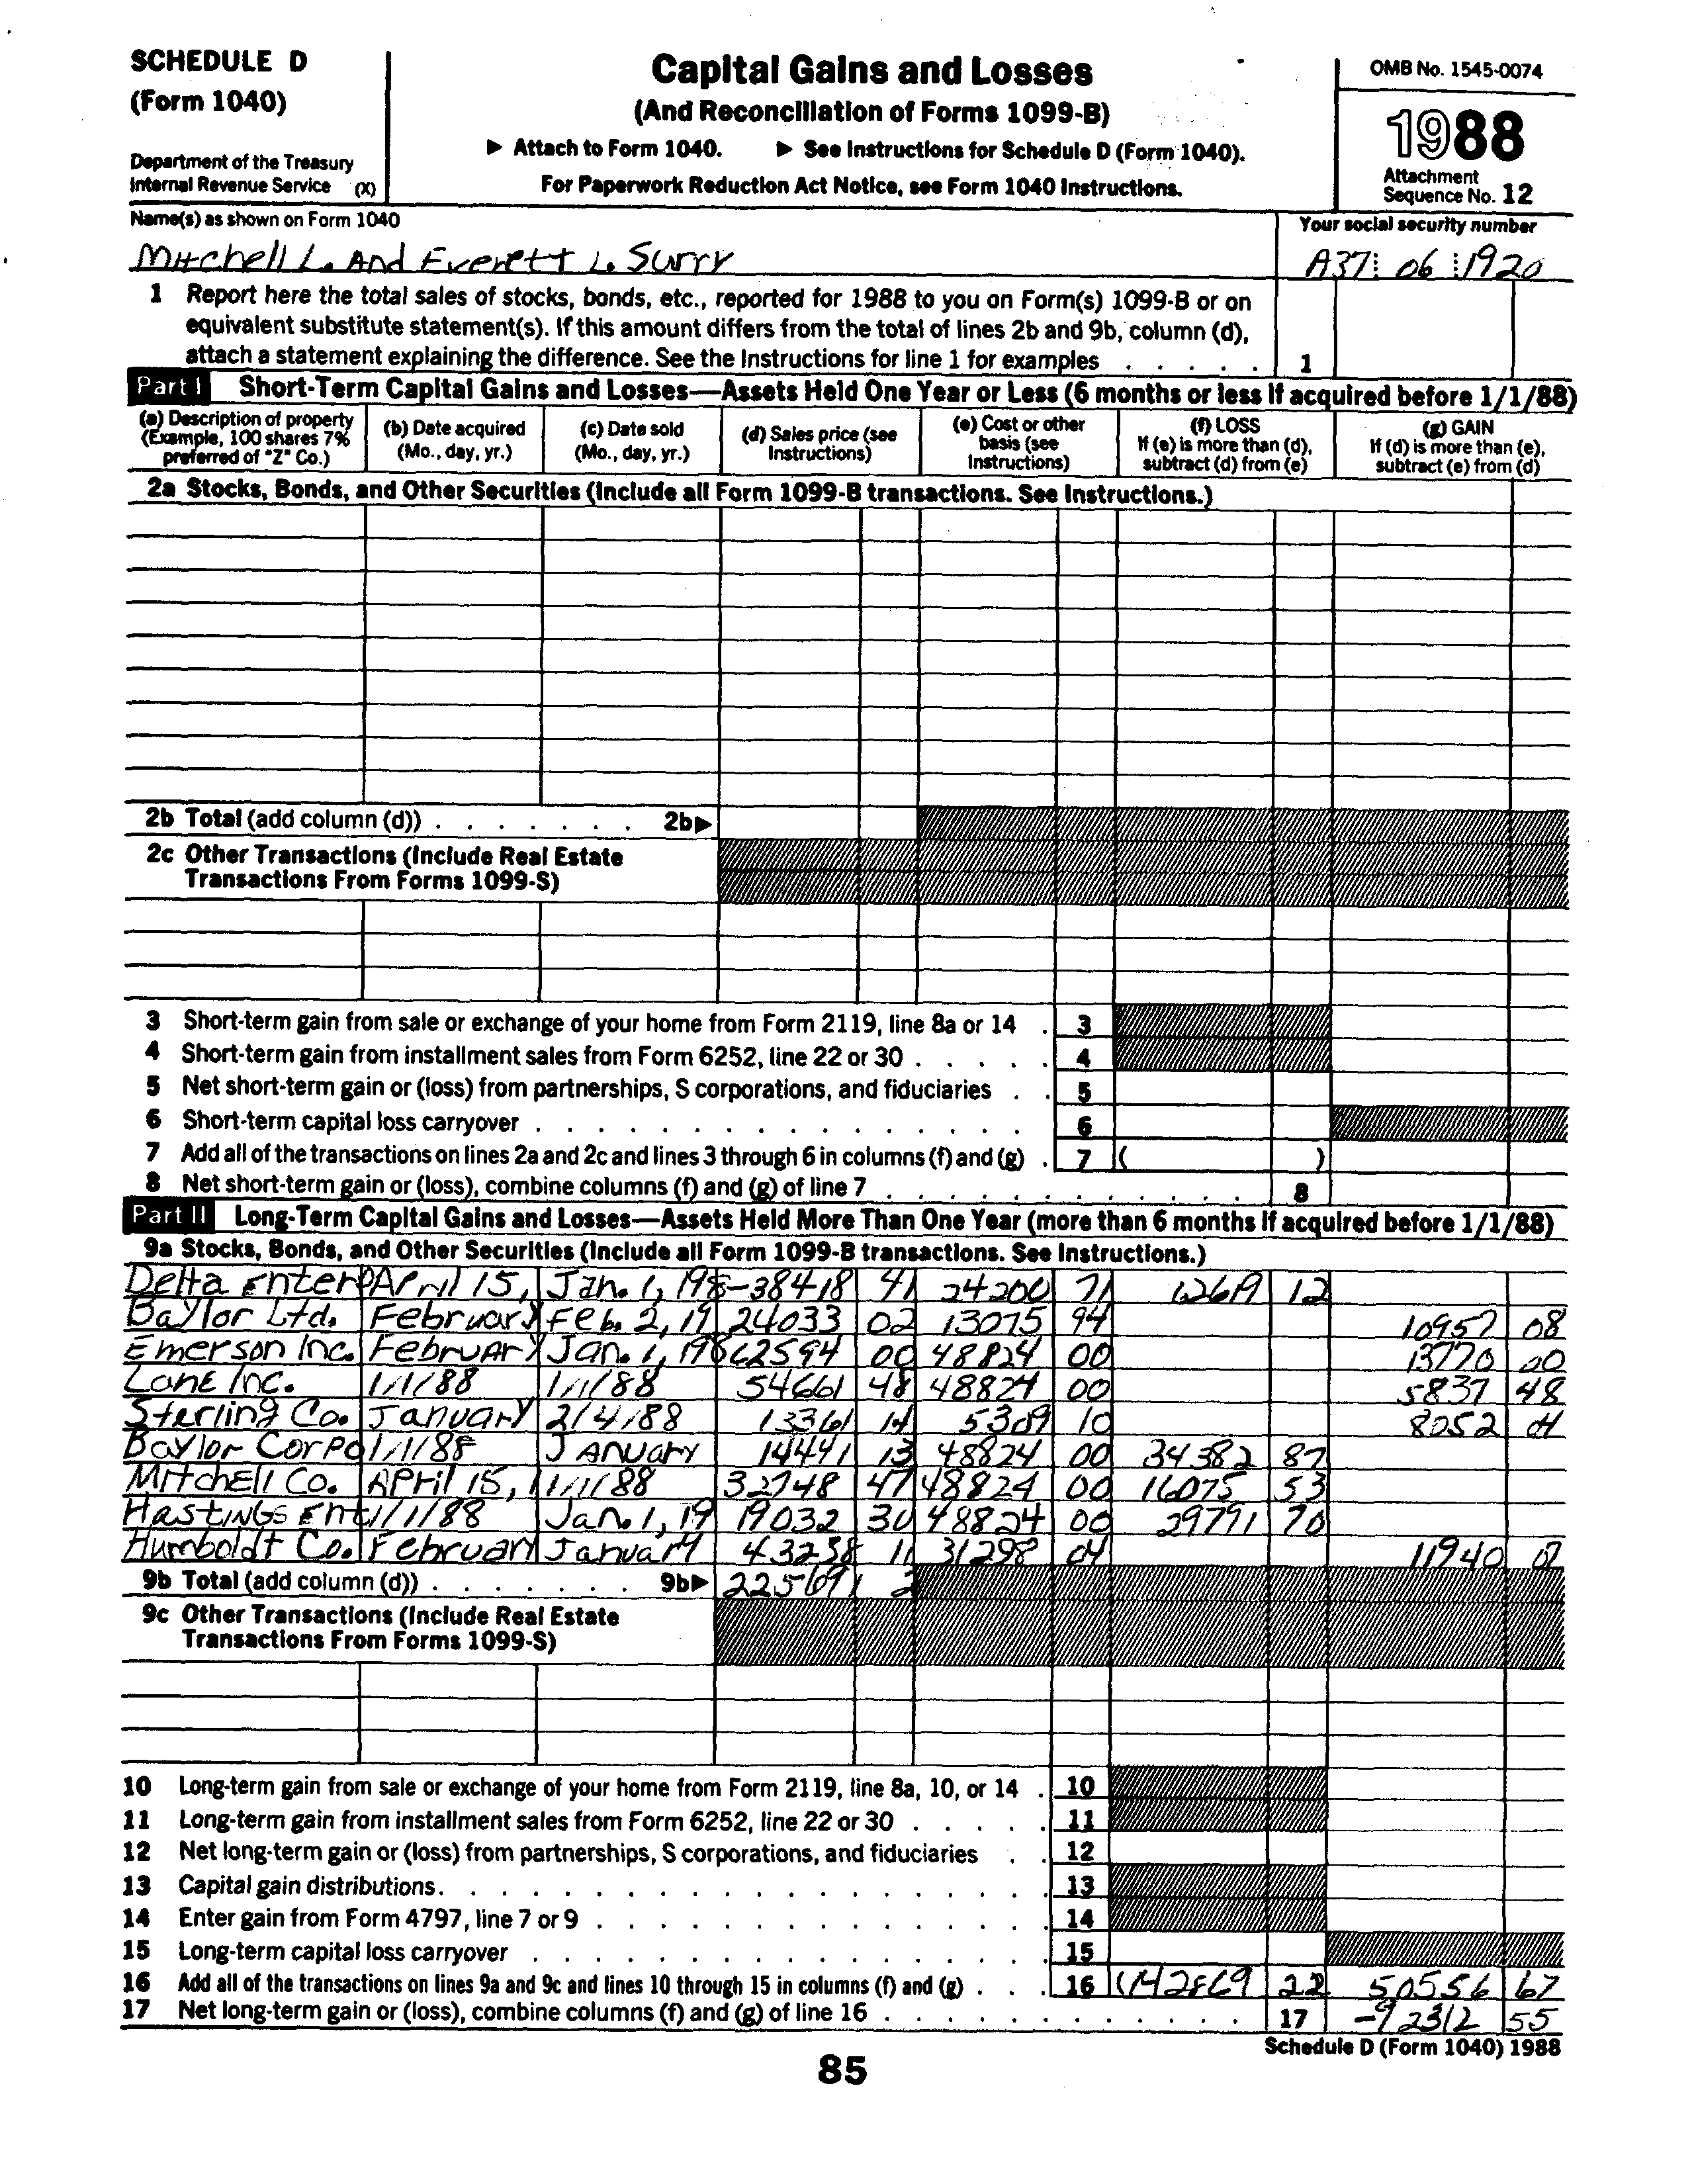 SCHEDULE D
(Form 1040)
Department of the Treasury
Internal Revenue Service (X)
Capital Gains and Losses
(And Reconciliation of Forms 1099-B)
▶ Attach to Form 1040. ▶ See Instructions for Schedule D (Form 1040).
For Paperwork Reduction Act Notice, see Form 1040 Instructions.
OMB No. 1545-0074
1988
Attachment
Sequence No. 12
Name(s) as shown on Form 1040
Your social security number
Mitchell L. And Everett L. Surry A37 06 1920
1 Report here the total sales of stocks, bonds, etc., reported for 1988 to you on Form(s) 1099-B or on
equivalent substitute statement(s). If this amount differs from the total of lines 2b and 9b, column (d),
attach a statement explaining the difference. See the Instructions for line 1 for examples . . . . . 1
Part I Short-Term Capital Gains and Losses—Assets Held One Year or Less (6 months or less if acquired before 1/1/88)
(a) Description of property (Example, 100 shares 7% preferred of "Z" Co.)
(b) Date acquired (Mo., day, yr.)
(c) Date sold (Mo., day, yr.)
(d) Sales price (see Instructions)
(e) Cost or other basis (see Instructions)
(f) LOSS If (e) is more than (d), subtract (d) from (e)
(g) GAIN If (d) is more than (e), subtract (e) from (d)
2a Stocks, Bonds, and Other Securities (Include all Form 1099-B transactions. See Instructions.)
2b Total (add column (d)) . . . . . . . 2b▶
2c Other Transactions (Include Real Estate
Transactions From Forms 1099-S)
3 Short-term gain from sale or exchange of your home from Form 2119, line 8a or 14 . 3
4 Short-term gain from installment sales from Form 6252, line 22 or 30 . . . . . 4
5 Net short-term gain or (loss) from partnerships, S corporations, and fiduciaries . . 5
6 Short-term capital loss carryover . . . . . . . . . . . . . . . . 6
7 Add all of the transactions on lines 2a and 2c and lines 3 through 6 in columns (f) and (g) . 7 ( )
8 Net short-term gain or (loss), combine columns (f) and (g) of line 7 . . . . . . . . . . . 8
Part II Long-Term Capital Gains and Losses—Assets Held More Than One Year (more than 6 months if acquired before 1/1/88)
9a Stocks, Bonds, and Other Securities (Include all Form 1099-B transactions. See Instructions.)
Delta Enterp April 15, Jan. 1, 198 -38418 41 24200 71 12619 12
Baylor Ltd. February Feb. 2, 19 24033 02 13075 94 10957 08
Emerson Inc. February Jan. 1, 198 62594 00 48824 00 13770 00
Lane Inc. 1/1/88 1/1/88 54661 48 48824 00 5837 48
Sterling Co. January 2/4/88 13361 14 5309 10 8052 04
Baylor Corpo 1/1/88 January 14441 13 48824 00 34382 87
Mitchell Co. April 15, 1/1/88 32748 47 48824 00 16075 53
Hastings Ent 1/1/88 Jan. 1, 19 19032 30 48824 00 29791 70
Humboldt Co. February January 43238 11 31298 04 11940 07
9b Total (add column (d)) . . . . . . . 9b▶ 225691 2
9c Other Transactions (Include Real Estate
Transactions From Forms 1099-S)
10 Long-term gain from sale or exchange of your home from Form 2119, line 8a, 10, or 14 . 10
11 Long-term gain from installment sales from Form 6252, line 22 or 30 . . . . . 11
12 Net long-term gain or (loss) from partnerships, S corporations, and fiduciaries . . 12
13 Capital gain distributions. . . . . . . . . . . . . . . . . . 13
14 Enter gain from Form 4797, line 7 or 9 . . . . . . . . . . . . . 14
15 Long-term capital loss carryover . . . . . . . . . . . . . . . 15
16 Add all of the transactions on lines 9a and 9c and lines 10 through 15 in columns (f) and (g) . . . 16 (142869 22 50556 67
17 Net long-term gain or (loss), combine columns (f) and (g) of line 16 . . . . . . . . . . . 17 -92312 55
Schedule D (Form 1040) 1988
85